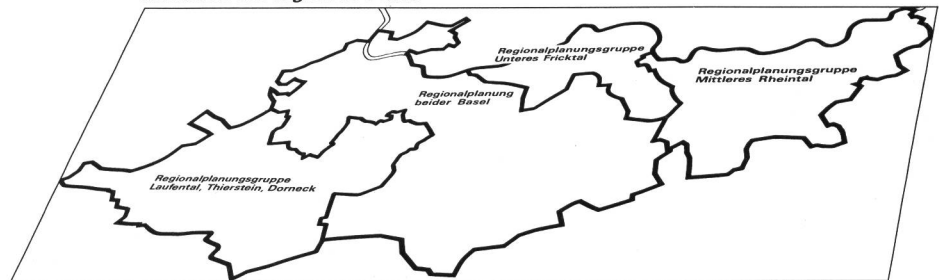 Regionalplanungsgruppe
Unteres Fricktal
Regionalplanungsgruppe
Mittleres Rheintal
Regionalplanung
beider Basel
Regionalplanungsgruppe
Laufental, Thierstein, Dorneck